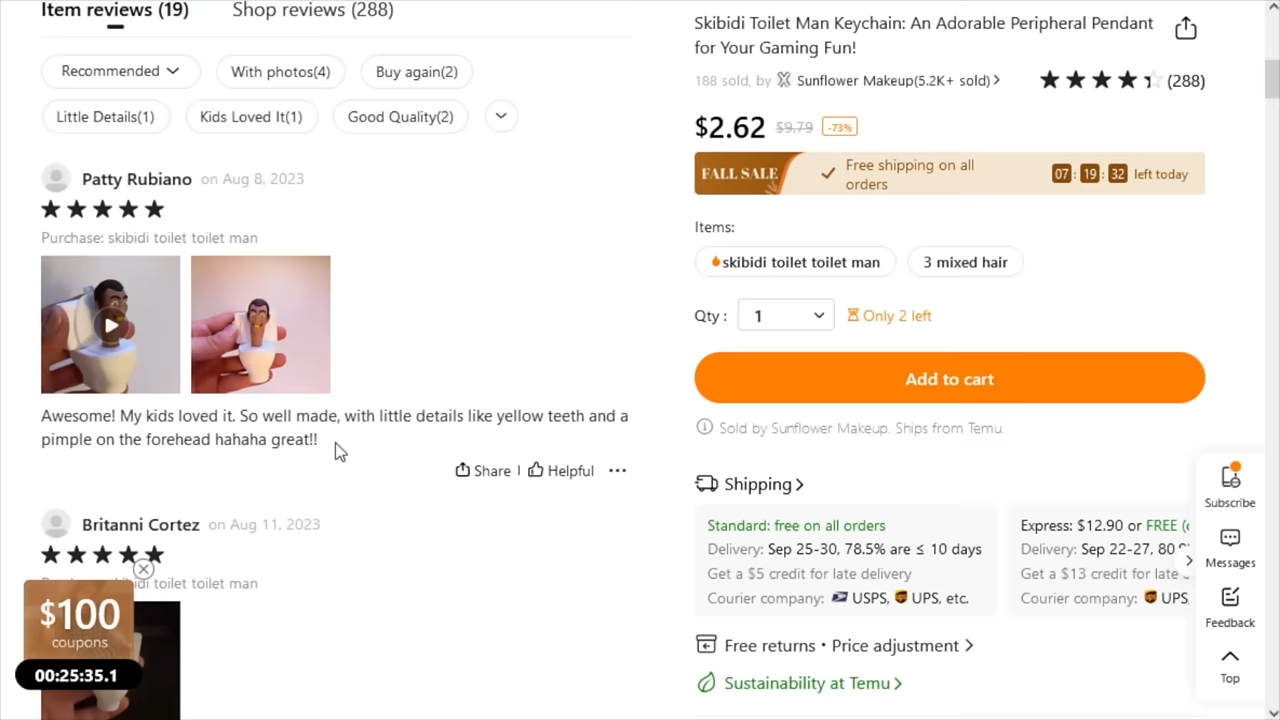 Item reviews (19)
Shop reviews (288)
Recommended
With photos(4)
Buy again(2)
Little Details(1)
Kids Loved It(1)
Good Quality(2)
Patty Rubiano on Aug 8, 2023
Purchase: skibidi toilet toilet man
Awesome! My kids loved it. So well made, with little details like yellow teeth and a
pimple on the forehead hahaha great!!
Share
Helpful
Britanni Cortez on Aug 11, 2023
toilet man
$100
coupons
00:25:35.1
Skibidi Toilet Man Keychain: An Adorable Peripheral Pendant
for Your Gaming Fun!
188 sold, by Sunflower Makeup(5.2K+ sold)
(288)
$2.62 $9.79 -73%
FALL SALE
Free shipping on all
orders
07 : 19 : 32 left today
Items:
skibidi toilet toilet man
3 mixed hair
Qty : 1 Only 2 left
Add to cart
Sold by Sunflower Makeup. Ships from Temu.
Shipping
Standard: free on all orders
Delivery: Sep 25-30, 78.5% are ≤ 10 days
Get a $5 credit for late delivery
Courier company: USPS, UPS, etc.
Express: $12.90 or FREE
Delivery: Sep 22-27, 80
Get a $13 credit for late
Courier company: UPS,
Free returns • Price adjustment
Sustainability at Temu
Subscribe
Messages
Feedback
Top